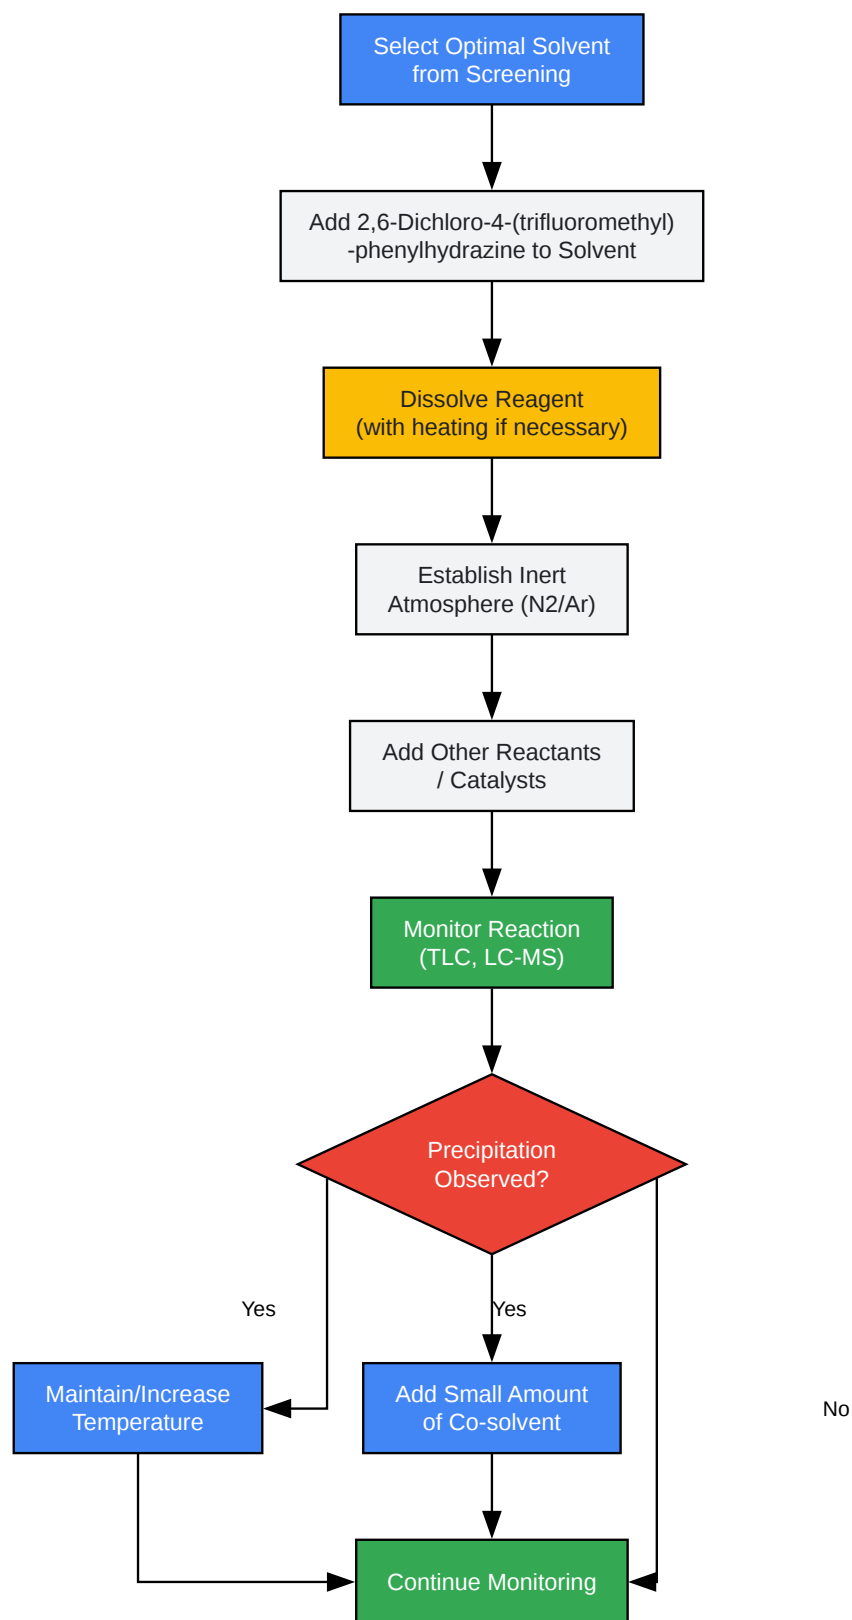 Select Optimal Solvent
from Screening
Add 2,6-Dichloro-4-(trifluoromethyl)
-phenylhydrazine to Solvent
Dissolve Reagent
(with heating if necessary)
Establish Inert
Atmosphere (N2/Ar)
Add Other Reactants
/ Catalysts
Monitor Reaction
(TLC, LC-MS)
Precipitation
Observed?
Yes
Yes
Maintain/Increase
Temperature
Add Small Amount
of Co-solvent
No
Continue Monitoring